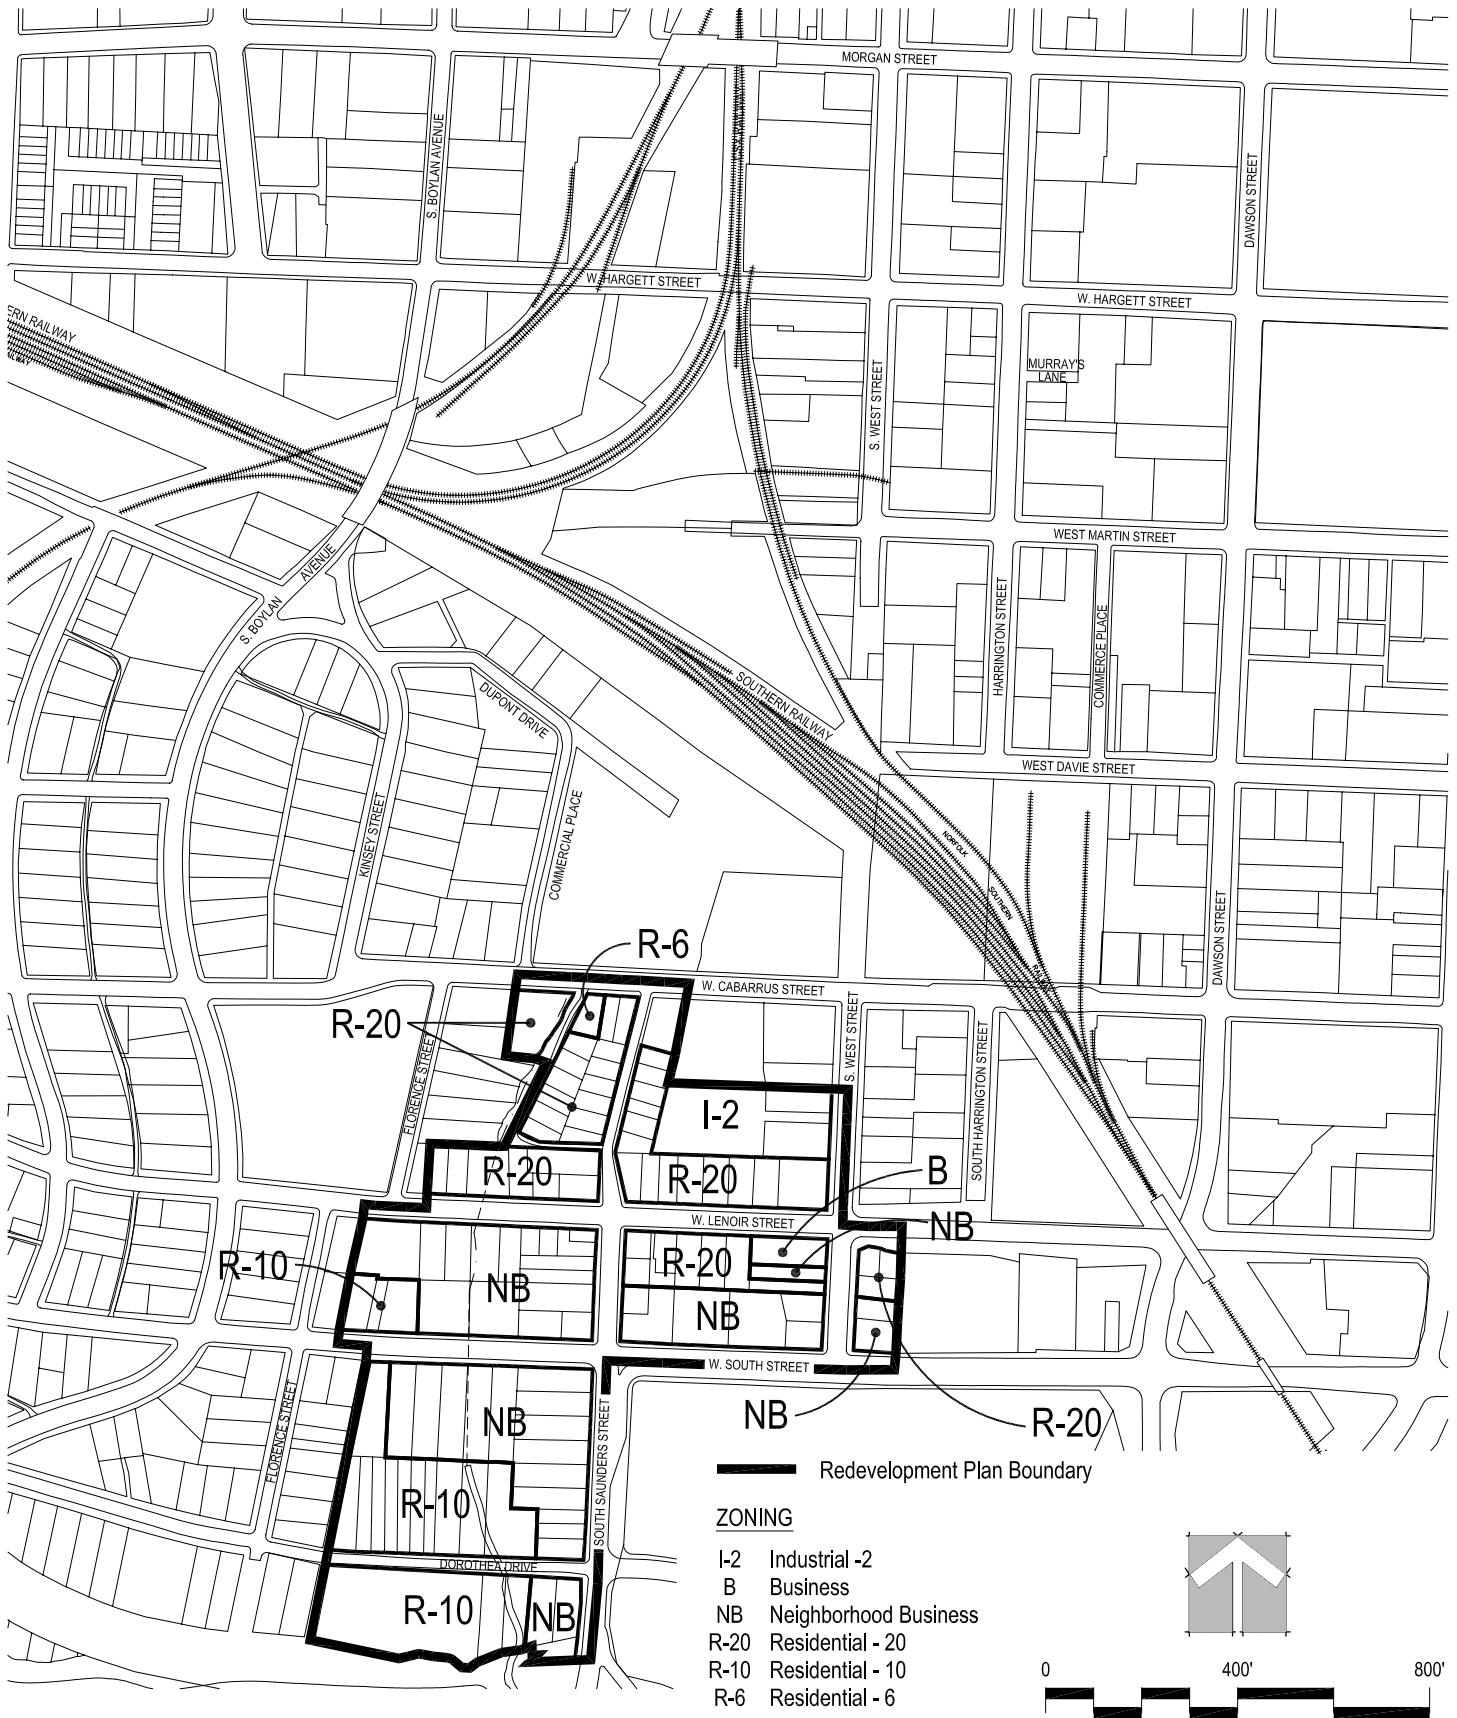 MORGAN STREET
S. BOYLAN AVENUE
DAWSON STREET
W. HARGETT STREET
W. HARGETT STREET
ERN RAILWAY
MURRAY'S
LANE
S. WEST STREET
WEST MARTIN STREET
S. BOYLAN
AVENUE
HARRINGTON STREET
COMMERCE PLACE
DUPONT DRIVE
SOUTHERN RAILWAY
WEST DAVIE STREET
KINSEY STREET
COMMERCIAL PLACE
NORFOLK
SOUTHERN
DAWSON STREET
R-6
W. CABARRUS STREET
R-20
FLORENCE STREET
S. WEST STREET
SOUTH HARRINGTON STREET
I-2
R-20
R-20
B
W. LENOIR STREET
NB
R-10
NB
R-20
NB
W. SOUTH STREET
NB
R-20
NB
FLORENCE STREET
SOUTH SAUNDERS STREET
R-10
DOROTHEA DRIVE
R-10
NB
Redevelopment Plan Boundary
ZONING
I-2 Industrial -2
B Business
NB Neighborhood Business
R-20 Residential - 20
R-10 Residential - 10
R-6 Residential - 6
0 400' 800'